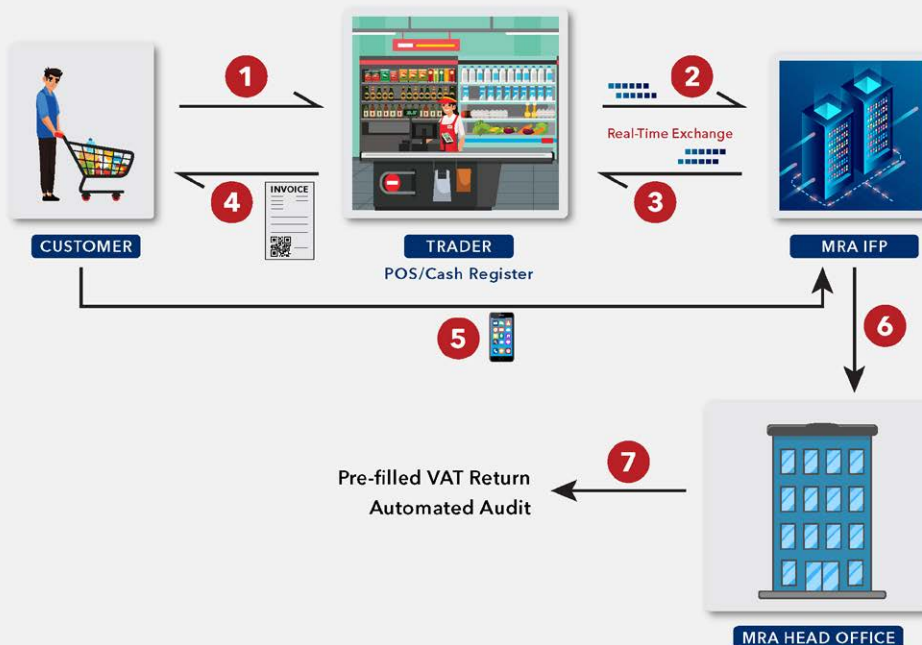 1
2
Real-Time Exchange
4
INVOICE
3
CUSTOMER
TRADER
MRA IFP
POS/Cash Register
5
6
Pre-filled VAT Return
7
Automated Audit
MRA HEAD OFFICE